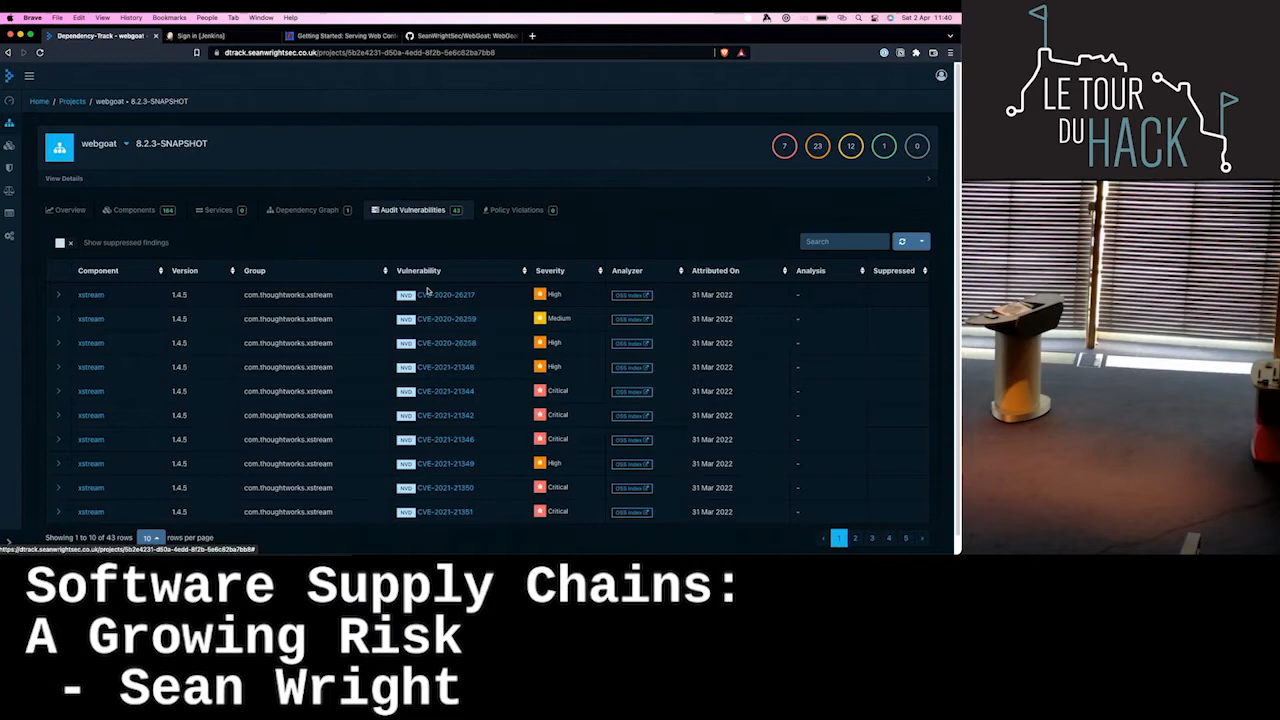 Brave File Edit View History Bookmarks People Tab Window Help Sat 2 Apr 11:40
Dependency-Track - webgoat × Sign in [Jenkins] Getting Started: Serving Web Con SeanWrightSec/WebGoat: WebGoa +
dtrack.seanwrightsec.co.uk/projects/5b2e4231-d50a-4edd-8f2b-5e6c82ba7bb8
Home / Projects / webgoat • 8.2.3-SNAPSHOT
webgoat 8.2.3-SNAPSHOT 7 23 12 1 0
View Details
Overview Components 184 Services 0 Dependency Graph 1 Audit Vulnerabilities 43 Policy Violations 0
Show suppressed findings Search
Component Version Group Vulnerability Severity Analyzer Attributed On Analysis Suppressed
xstream 1.4.5 com.thoughtworks.xstream NVD CVE-2020-26217 High OSS Index 31 Mar 2022 -
xstream 1.4.5 com.thoughtworks.xstream NVD CVE-2020-26259 Medium OSS Index 31 Mar 2022 -
xstream 1.4.5 com.thoughtworks.xstream NVD CVE-2020-26258 High OSS Index 31 Mar 2022 -
xstream 1.4.5 com.thoughtworks.xstream NVD CVE-2021-21348 High OSS Index 31 Mar 2022 -
xstream 1.4.5 com.thoughtworks.xstream NVD CVE-2021-21344 Critical OSS Index 31 Mar 2022 -
xstream 1.4.5 com.thoughtworks.xstream NVD CVE-2021-21342 Critical OSS Index 31 Mar 2022 -
xstream 1.4.5 com.thoughtworks.xstream NVD CVE-2021-21346 Critical OSS Index 31 Mar 2022 -
xstream 1.4.5 com.thoughtworks.xstream NVD CVE-2021-21349 High OSS Index 31 Mar 2022 -
xstream 1.4.5 com.thoughtworks.xstream NVD CVE-2021-21350 Critical OSS Index 31 Mar 2022 -
xstream 1.4.5 com.thoughtworks.xstream NVD CVE-2021-21351 Critical OSS Index 31 Mar 2022 -
Showing 1 to 10 of 43 rows 10 rows per page ‹ 1 2 3 4 5 ›
https://dtrack.seanwrightsec.co.uk/projects/5b2e4231-d50a-4edd-8f2b-5e6c82ba7bb8#
LE TOUR
DU HACK
Software Supply Chains:
A Growing Risk
- Sean Wright